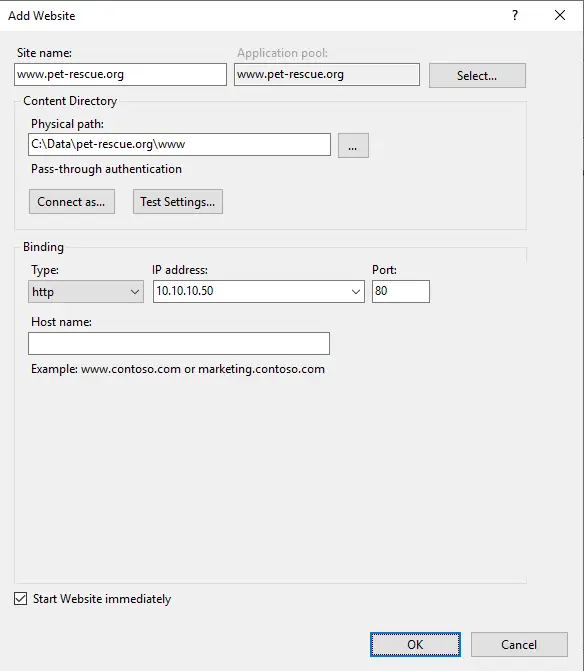 Add Website
?
Site name:
Application pool:
www.pet-rescue.org
www.pet-rescue.org
Select...
Content Directory
Physical path:
C:\Data\pet-rescue.org\www
...
Pass-through authentication
Connect as...
Test Settings...
Binding
Type:
IP address:
Port:
http
10.10.10.50
80
Host name:
Example: www.contoso.com or marketing.contoso.com
Start Website immediately
OK
Cancel